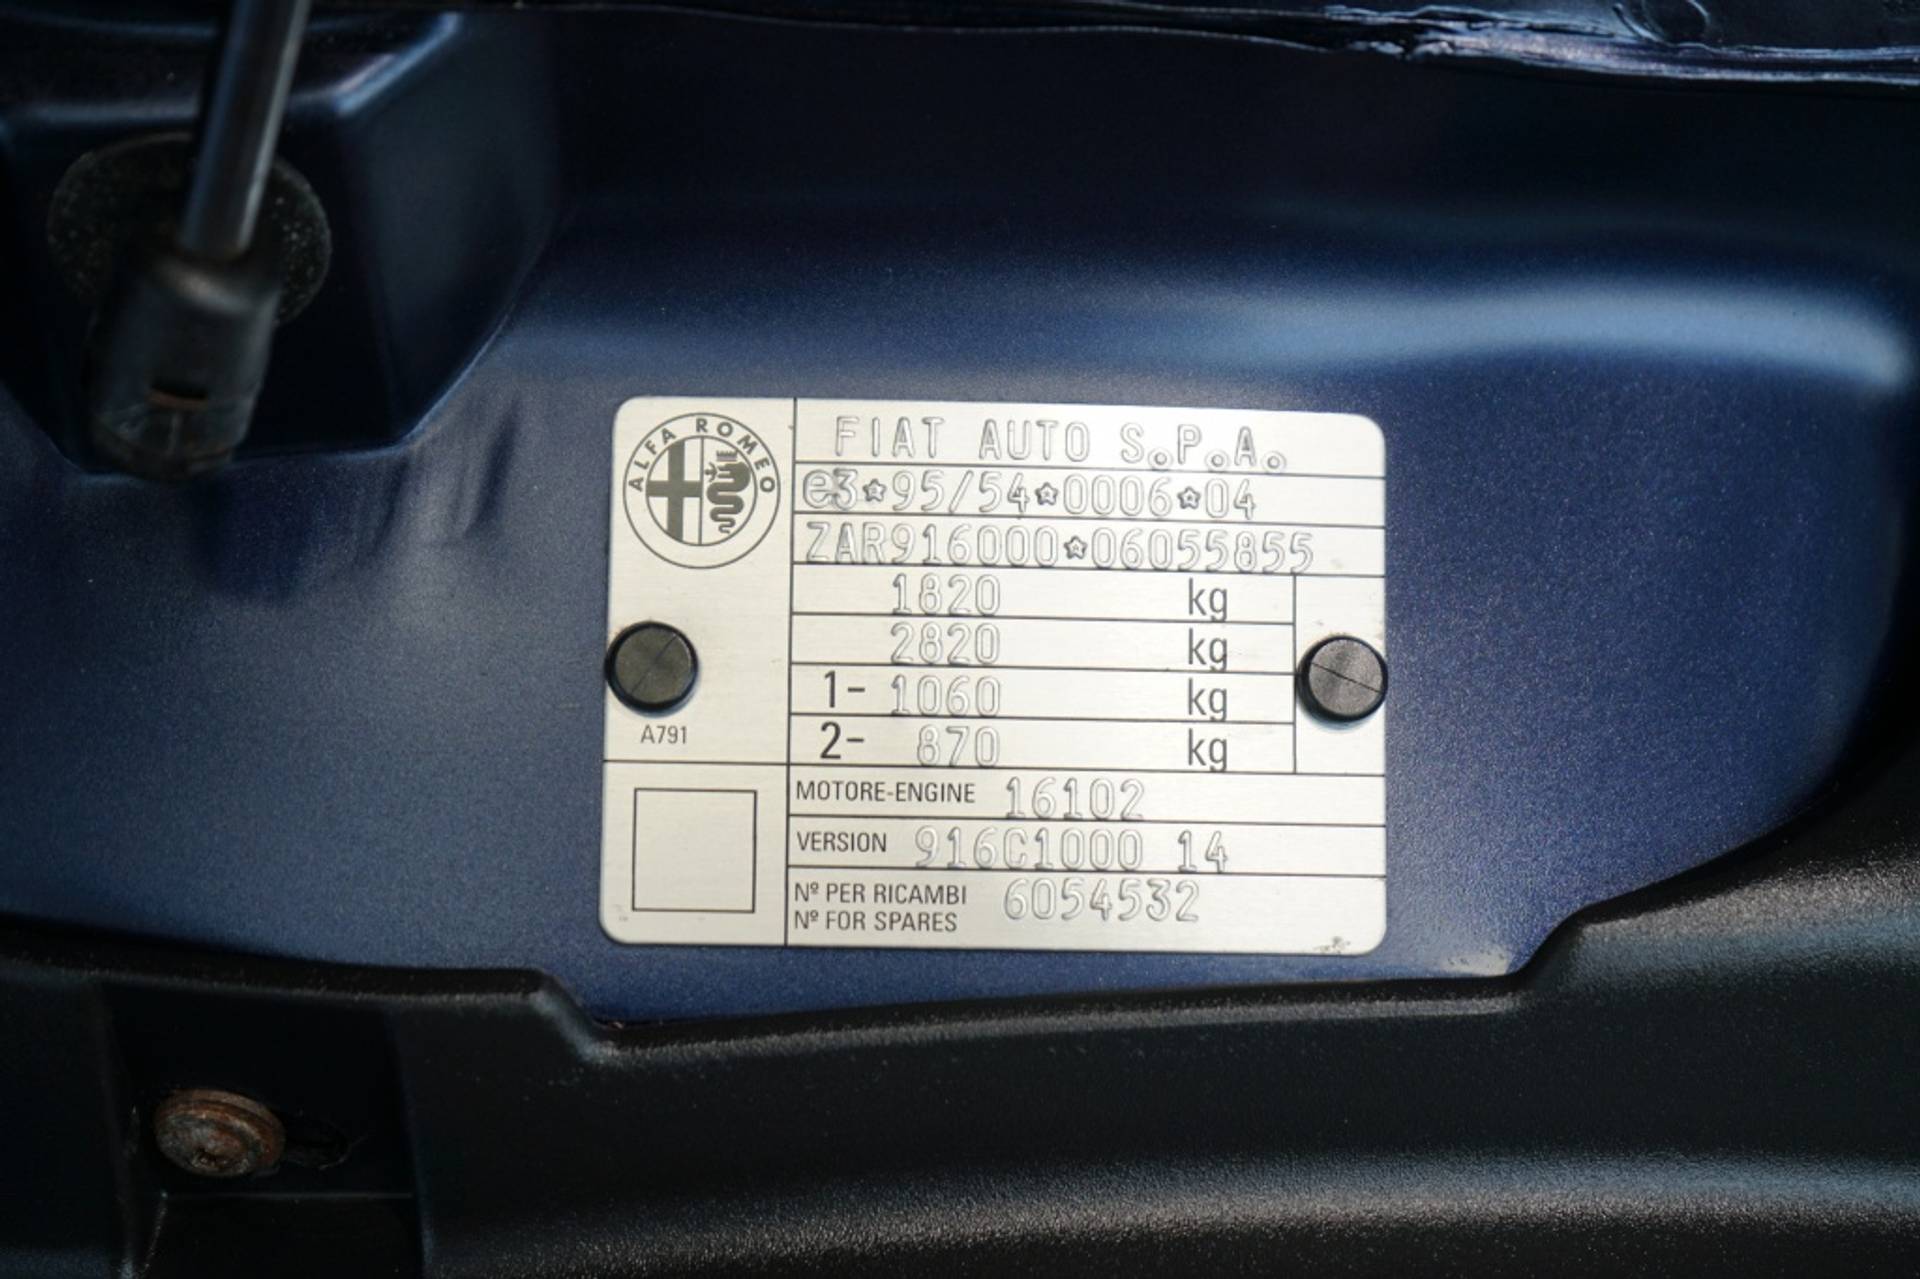 ALFA ROMEO
FIAT AUTO S.P.A.
e3*95/54*0006*04
ZAR916000*06055855
1820 kg
2820 kg
1- 1060 kg
2- 870 kg
A791
MOTORE-ENGINE 16102
VERSION 916C1000 14
Nº PER RICAMBI 6054532
Nº FOR SPARES